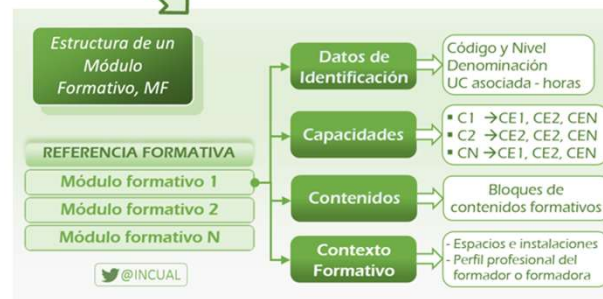 Estructura de un
Módulo
Formativo, MF
REFERENCIA FORMATIVA
Módulo formativo 1
Módulo formativo 2
Módulo formativo N
@INCUAL
Datos de
Identificación
Código y Nivel
Denominación
UC asociada - horas
Capacidades
▪ C1 →CE1, CE2, CEN
▪ C2 →CE2, CE2, CEN
▪ CN →CE1, CE2, CEN
Contenidos
Bloques de
contenidos formativos
Contexto
Formativo
- Espacios e instalaciones
- Perfil profesional del
formador o formadora